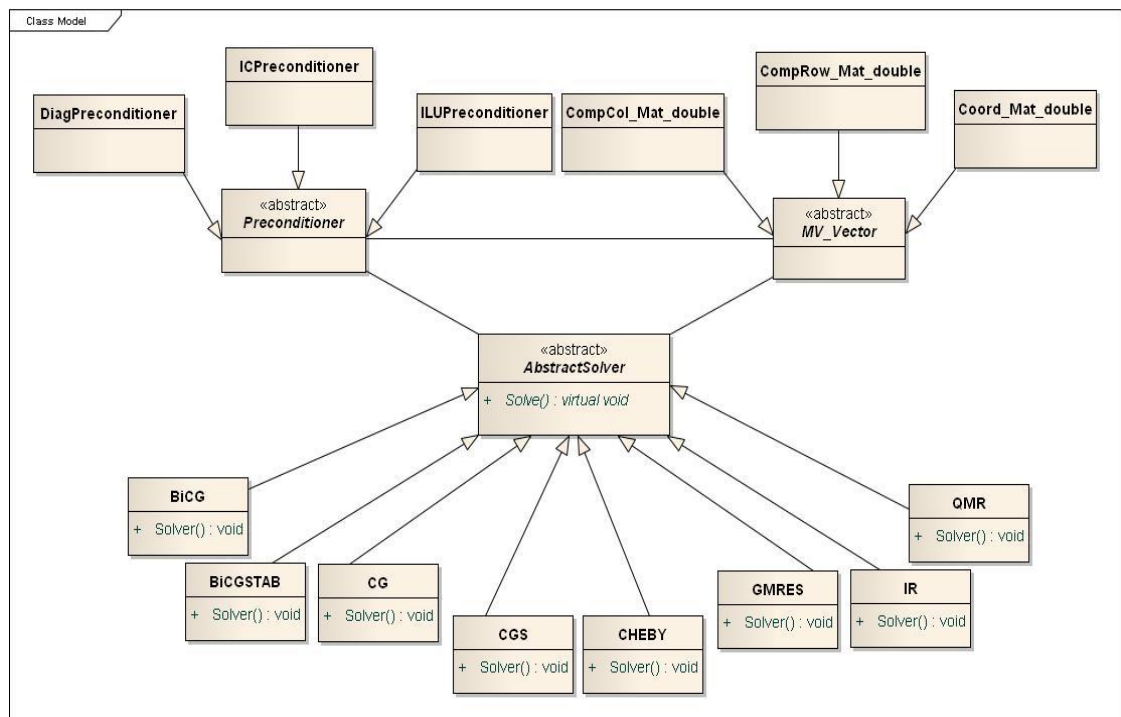 Class Model
ICPreconditioner
CompRow_Mat_double
DiagPreconditioner
ILUPreconditioner
CompCol_Mat_double
Coord_Mat_double
«abstract»
Preconditioner
«abstract»
MV_Vector
«abstract»
AbstractSolver
+ Solve() : virtual void
BiCG
+ Solver() : void
QMR
+ Solver() : void
BiCGSTAB
+ Solver() : void
CG
+ Solver() : void
GMRES
+ Solver() : void
IR
+ Solver() : void
CGS
+ Solver() : void
CHEBY
+ Solver() : void